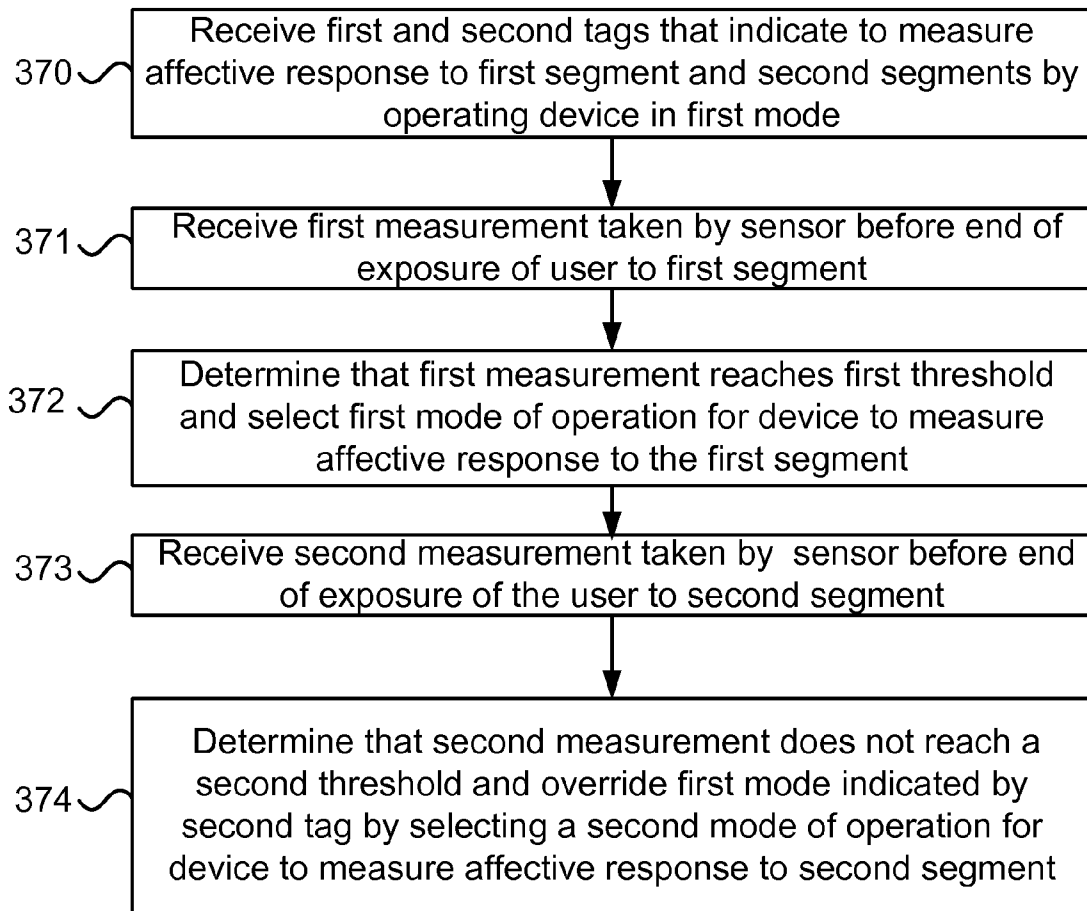 370
Receive first and second tags that indicate to measure
affective response to first segment and second segments by
operating device in first mode
371
Receive first measurement taken by sensor before end of
exposure of user to first segment
372
Determine that first measurement reaches first threshold
and select first mode of operation for device to measure
affective response to the first segment
373
Receive second measurement taken by sensor before end
of exposure of the user to second segment
374
Determine that second measurement does not reach a
second threshold and override first mode indicated by
second tag by selecting a second mode of operation for
device to measure affective response to second segment